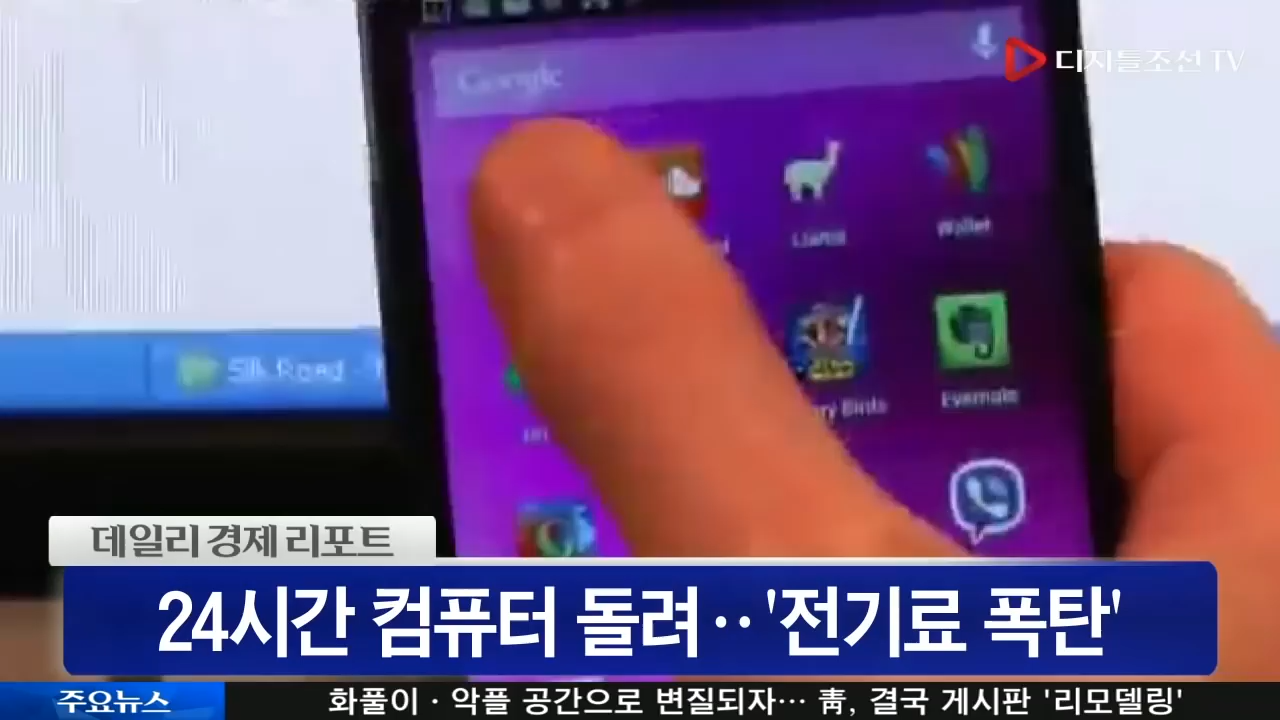 Google
디지틀조선TV
Llama
Wallet
Silk Road
Evernote
데일리 경제 리포트
24시간 컴퓨터 돌려··'전기료 폭탄'
주요뉴스
화풀이·악플 공간으로 변질되자… 靑, 결국 게시판 '리모델링'